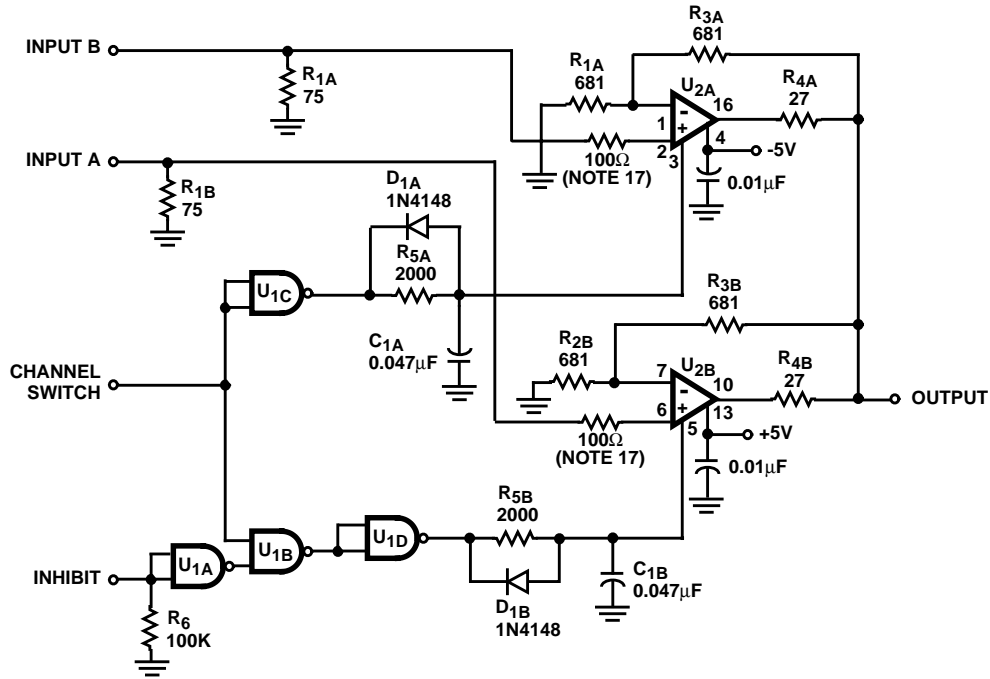 INPUT B
R1A
75
INPUT A
R1B
75
R3A
681
R1A
681
U2A
-
+
1
2
3
16
4
R4A
27
-5V
0.01µF
100Ω
(NOTE 17)
D1A
1N4148
R5A
2000
U1C
C1A
0.047µF
CHANNEL
SWITCH
R3B
681
R2B
681
U2B
-
+
7
6
5
10
13
R4B
27
OUTPUT
+5V
0.01µF
100Ω
(NOTE 17)
R5B
2000
U1D
U1B
U1A
INHIBIT
R6
100K
D1B
1N4148
C1B
0.047µF